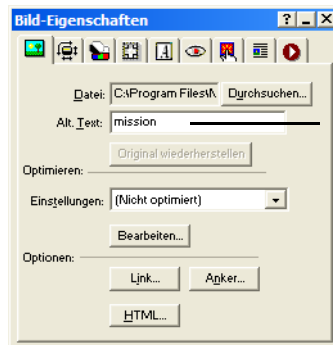 Bild-Eigenschaften
Datei: C:\Program Files\ Durchsuchen...
Alt. Text: mission
Original wiederherstellen
Optimieren:
Einstellungen: (Nicht optimiert)
Bearbeiten...
Optionen:
Link... Anker...
HTML...